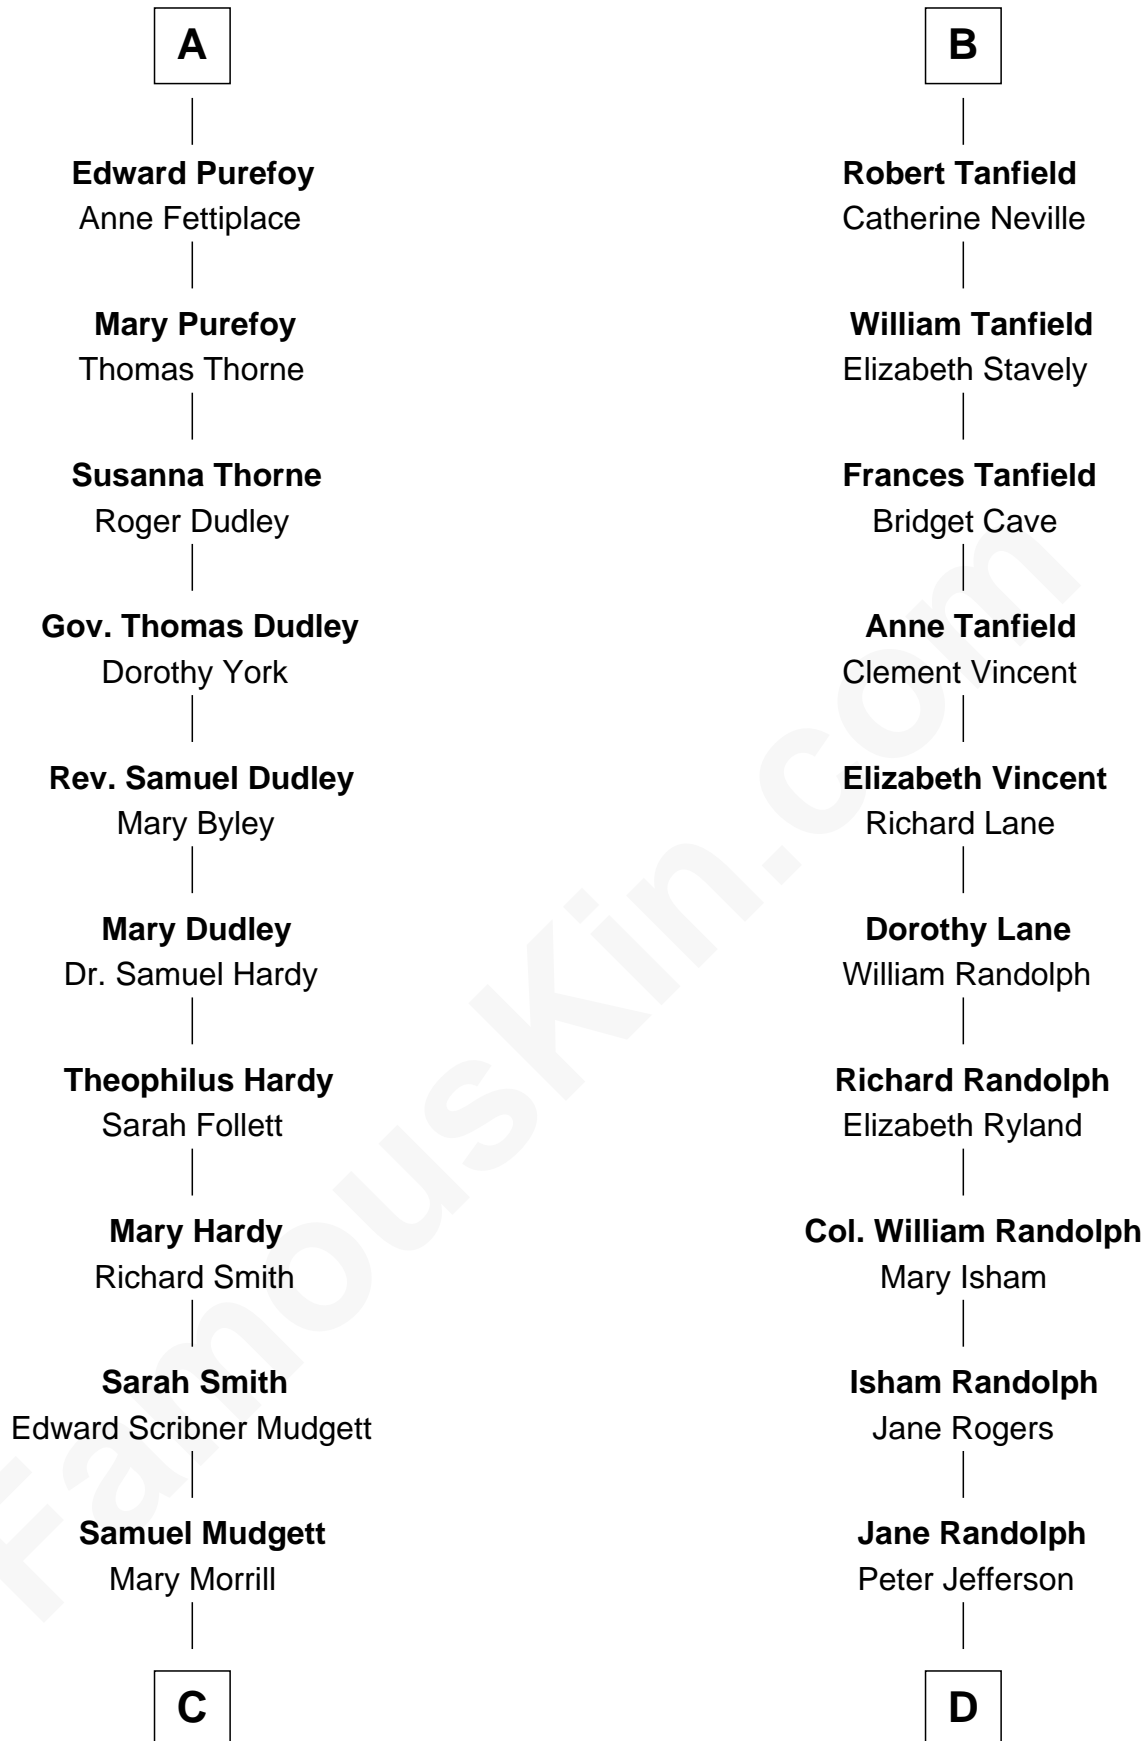 A
Edward Purefoy
Anne Fettiplace
Mary Purefoy
Thomas Thorne
Susanna Thorne
Roger Dudley
Gov. Thomas Dudley
Dorothy York
Rev. Samuel Dudley
Mary Byley
Mary Dudley
Dr. Samuel Hardy
Theophilus Hardy
Sarah Follett
Mary Hardy
Richard Smith
Sarah Smith
Edward Scribner Mudgett
Samuel Mudgett
Mary Morrill
C
B
Robert Tanfield
Catherine Neville
William Tanfield
Elizabeth Stavely
Frances Tanfield
Bridget Cave
Anne Tanfield
Clement Vincent
Elizabeth Vincent
Richard Lane
Dorothy Lane
William Randolph
Richard Randolph
Elizabeth Ryland
Col. William Randolph
Mary Isham
Isham Randolph
Jane Rogers
Jane Randolph
Peter Jefferson
D
FamousKin.com